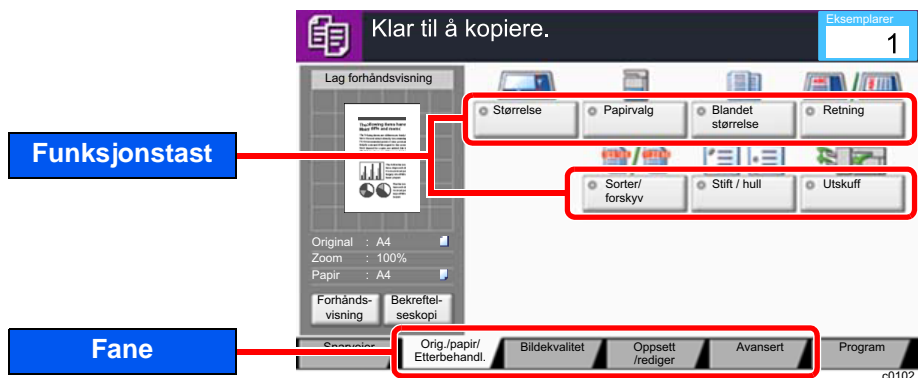 Klar til å kopiere.
Eksemplarer
1
Lag forhåndsvisning
Størrelse
Papirvalg
Blandet
størrelse
Retning
Funksjonstast
Sorter/
forskyv
Stift / hull
Utskuff
Original : A4
Zoom : 100%
Papir : A4
Forhånds-
visning
Bekreftel-
seskopi
Fane
Snarveier
Orig./papir/
Etterbehandl.
Bildekvalitet
Oppsett
/rediger
Avansert
Program
c0102